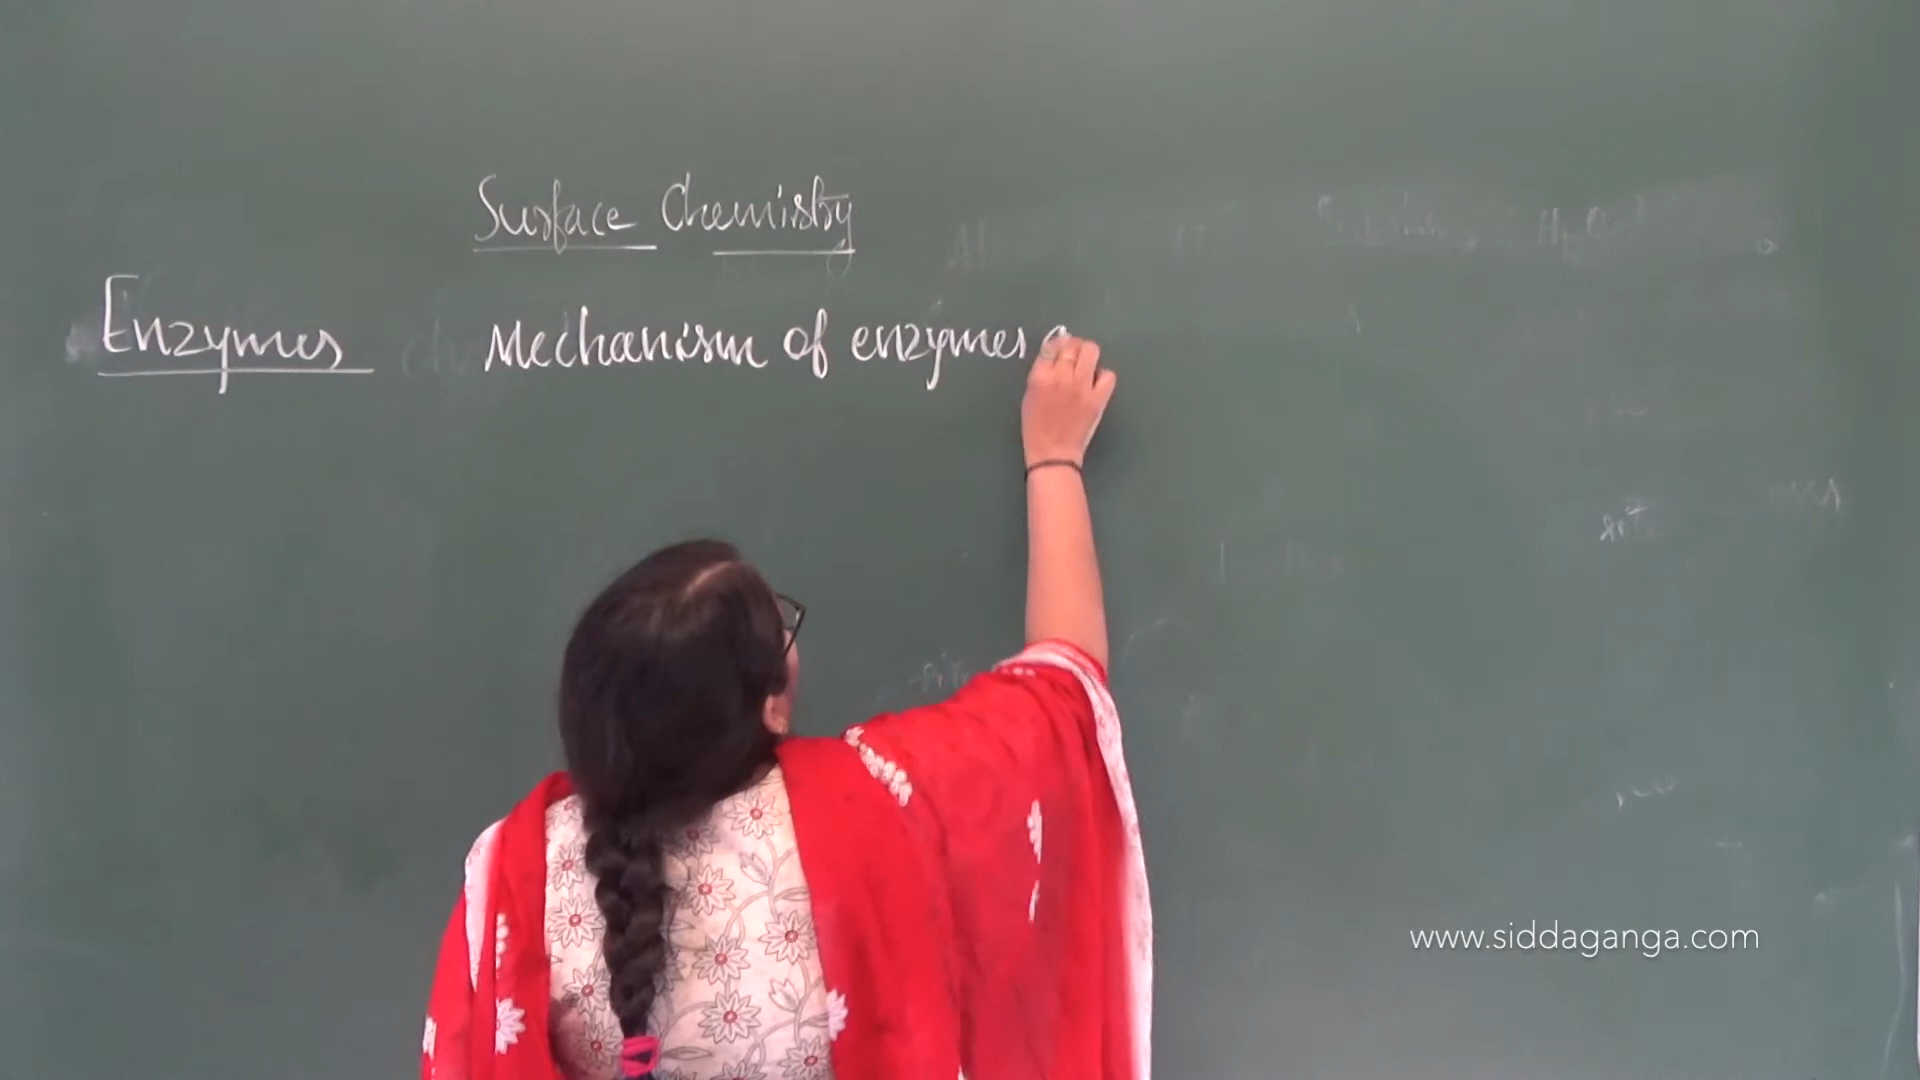 Surface Chemistry
Enzymes Mechanism of enzymes
www.siddaganga.com